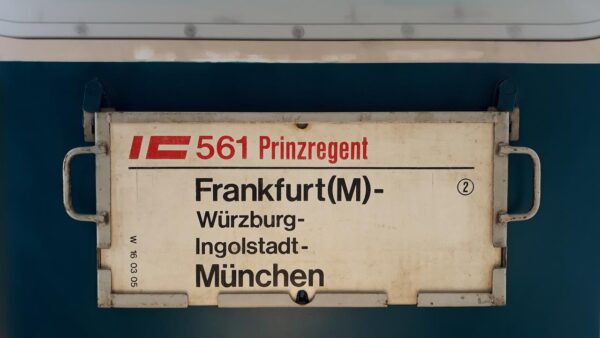 IC 561 Prinzregent
Frankfurt(M)-
②
Würzburg-
Ingolstadt-
München
W 16 03 05